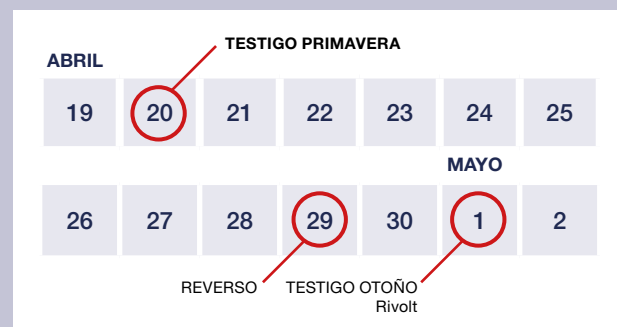 TESTIGO PRIMAVERA
ABRIL
19 20 21 22 23 24 25
MAYO
26 27 28 29 30 1 2
REVERSO TESTIGO OTOÑO
Rivolt